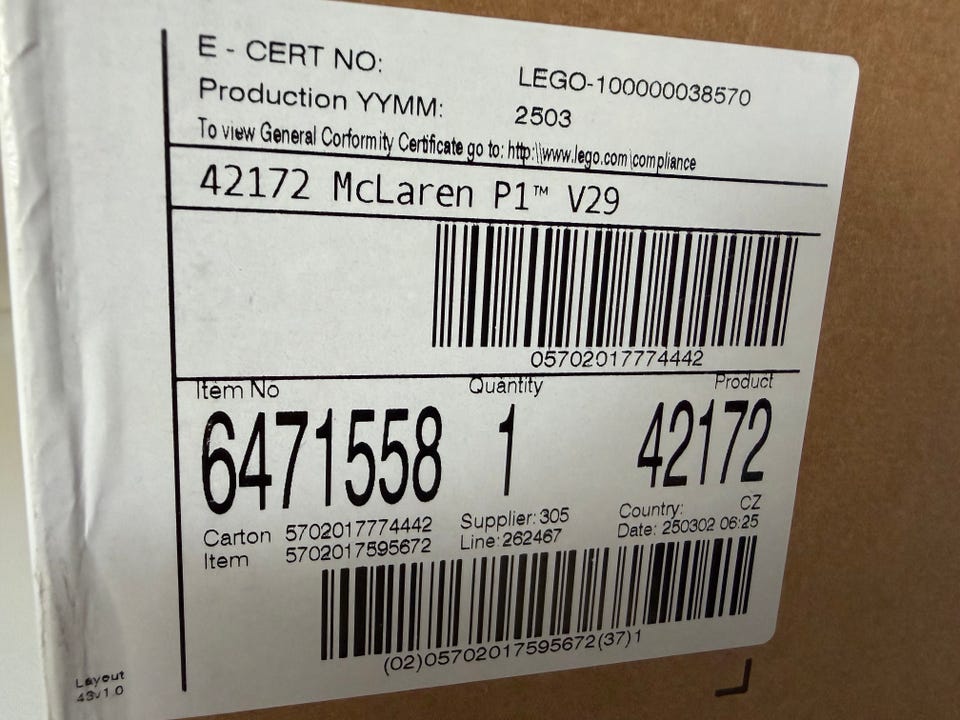 E - CERT NO: LEGO-100000038570
Production YYMM: 2503
To view General Corformity Certificate go to: http:\\www.lego.com\compliance
42172 McLaren P1™ V29
05702017774442
Item No Quantity Product
6471558 1 42172
Carton 5702017774442 Supplier: 305 Country: CZ
Item 5702017595672 Line: 262467 Date: 250302 06:25
(02)05702017595672(37)1
Layout
43v1.0